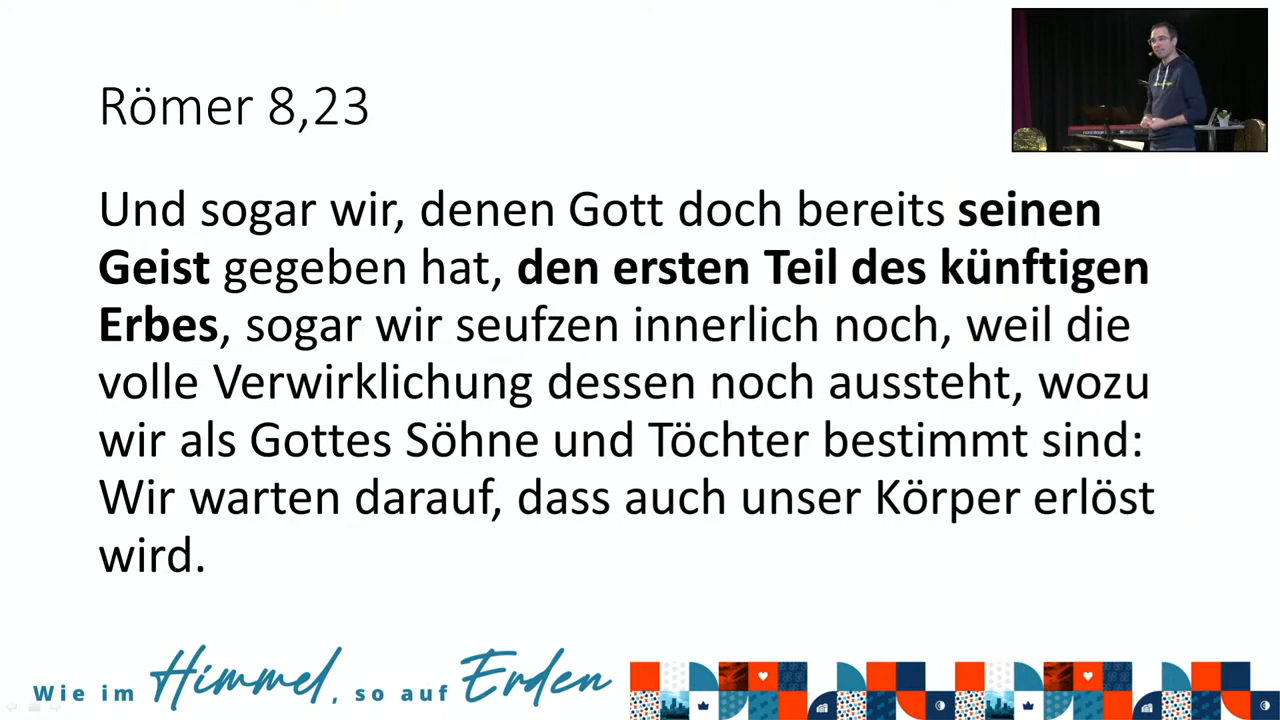 Römer 8,23
Und sogar wir, denen Gott doch bereits seinen
Geist gegeben hat, den ersten Teil des künftigen
Erbes, sogar wir seufzen innerlich noch, weil die
volle Verwirklichung dessen noch aussteht, wozu
wir als Gottes Söhne und Töchter bestimmt sind:
Wir warten darauf, dass auch unser Körper erlöst
wird.
Wie im Himmel, so auf Erden